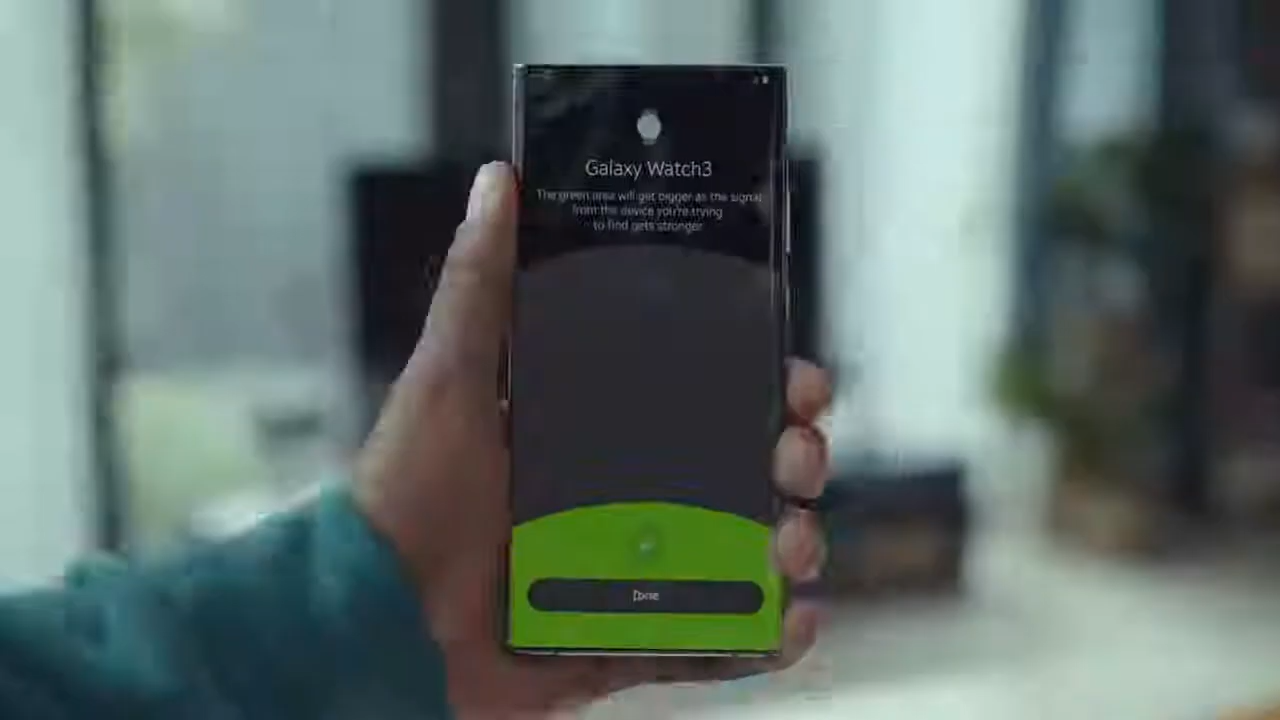 Galaxy Watch3
The green area will get bigger as the signal
from the device you're trying
to find gets stronger
Done